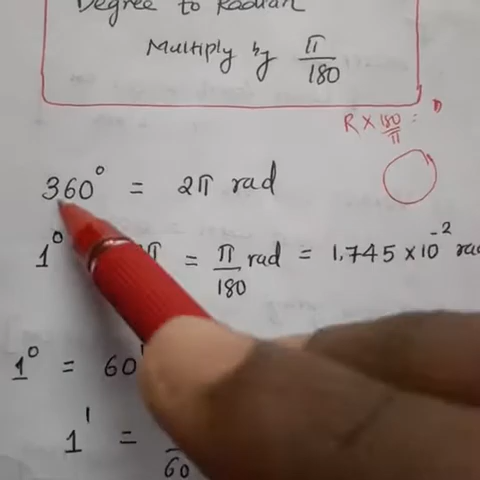 Degree to Radian
Multiply by π/180
R × 180/π = D
360° = 2π rad
1° = π/180 rad = 1.745 × 10⁻² rad
1° = 60'
1' =
60